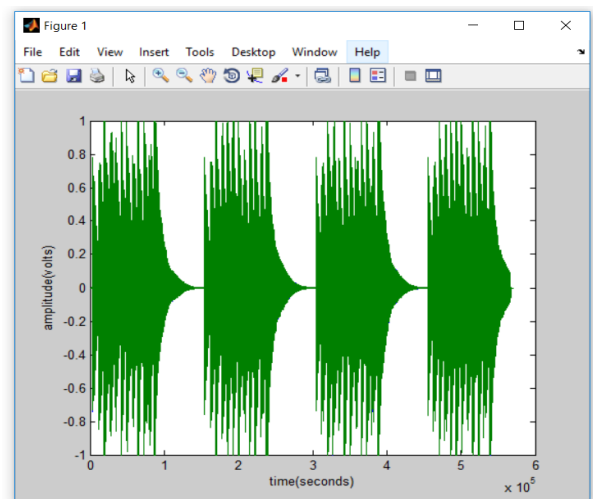 Figure 1
File Edit View Insert Tools Desktop Window Help
1
0.8
0.6
0.4
0.2
0
-0.2
-0.4
-0.6
-0.8
-1
amplitude(volts)
0 1 2 3 4 5 6
time(seconds)
x 10^5